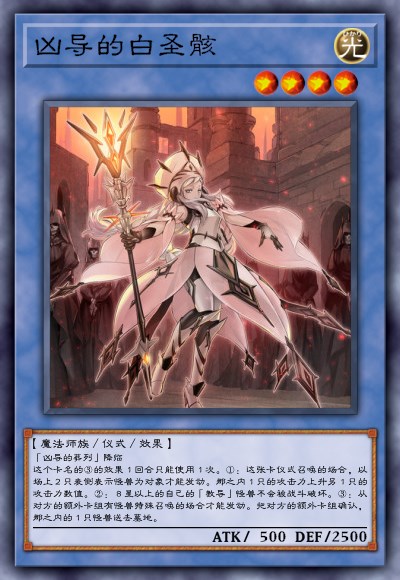 凶导的白圣骸
ひかり
光
【魔法师族／仪式／效果】
「凶导的葬列」降临
这个卡名的③的效果1回合只能使用1次。①：这张卡仪式召唤的场合，以
场上2只表侧表示怪兽为对象才能发动。那之内1只的攻击力上升另1只的
攻击力数值。②：8星以上的自己的「教导」怪兽不会被战斗破坏。③：从
对方的额外卡组有怪兽特殊召唤的场合才能发动。把对方的额外卡组确认，
那之内的1只怪兽送去墓地。
ATK/ 500 DEF/2500